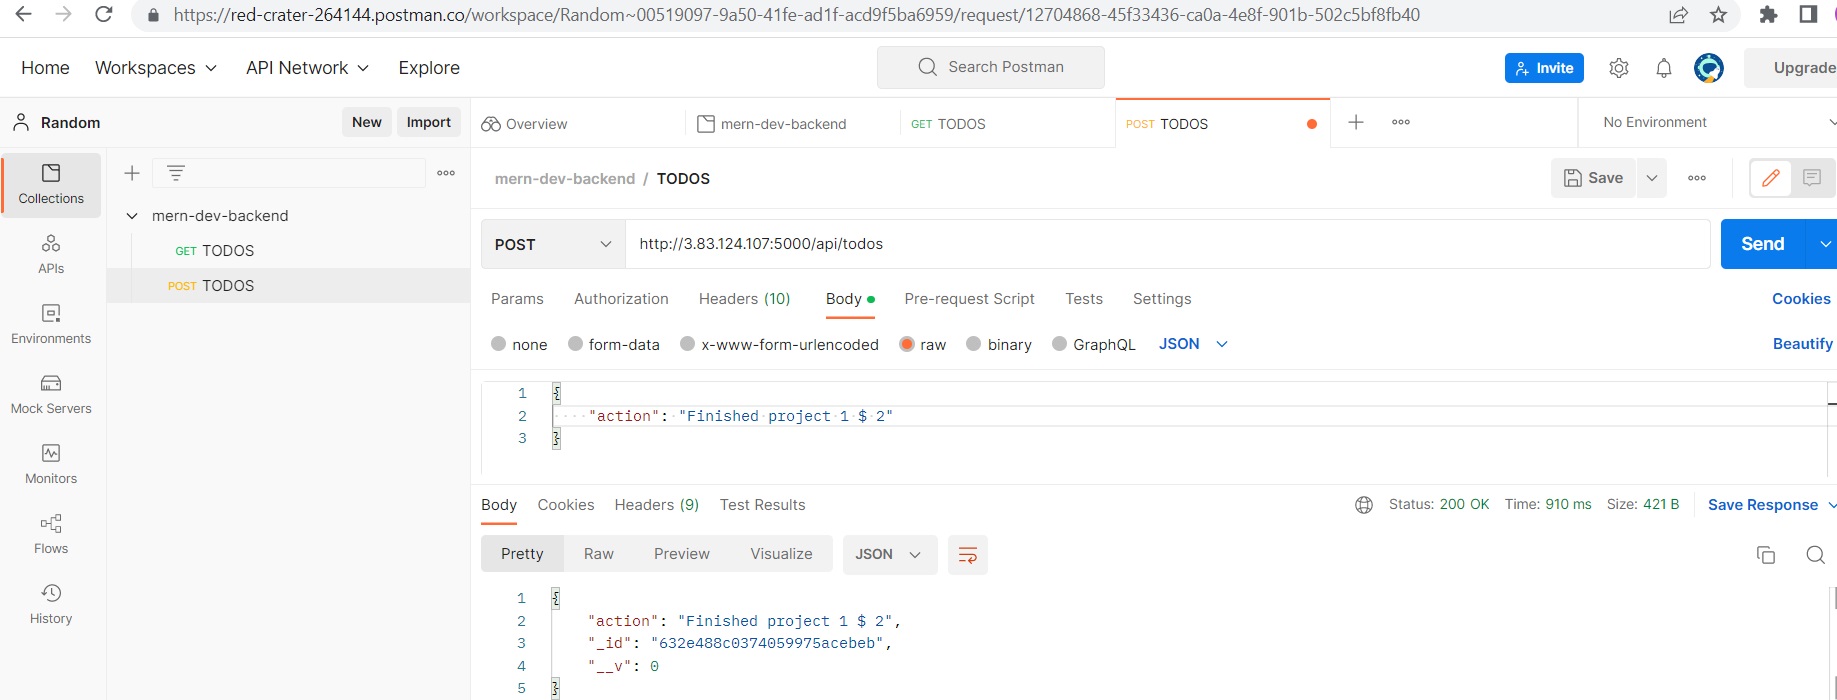 https://red-crater-264144.postman.co/workspace/Random~00519097-9a50-41fe-ad1f-acd9f5ba6959/request/12704868-45f33436-ca0a-4e8f-901b-502c5bf8fb40
Home Workspaces API Network Explore Search Postman Invite Upgrade
Random New Import Overview mern-dev-backend GET TODOS POST TODOS No Environment
Collections
APIs
Environments
Mock Servers
Monitors
Flows
History
mern-dev-backend
GET TODOS
POST TODOS
mern-dev-backend / TODOS Save
POST http://3.83.124.107:5000/api/todos Send
Params Authorization Headers (10) Body Pre-request Script Tests Settings Cookies
none form-data x-www-form-urlencoded raw binary GraphQL JSON Beautify
1 {
2 "action": "Finished project 1 $ 2"
3 }
Body Cookies Headers (9) Test Results Status: 200 OK Time: 910 ms Size: 421 B Save Response
Pretty Raw Preview Visualize JSON
1 {
2 "action": "Finished project 1 $ 2",
3 "_id": "632e488c0374059975acebeb",
4 "__v": 0
5 }